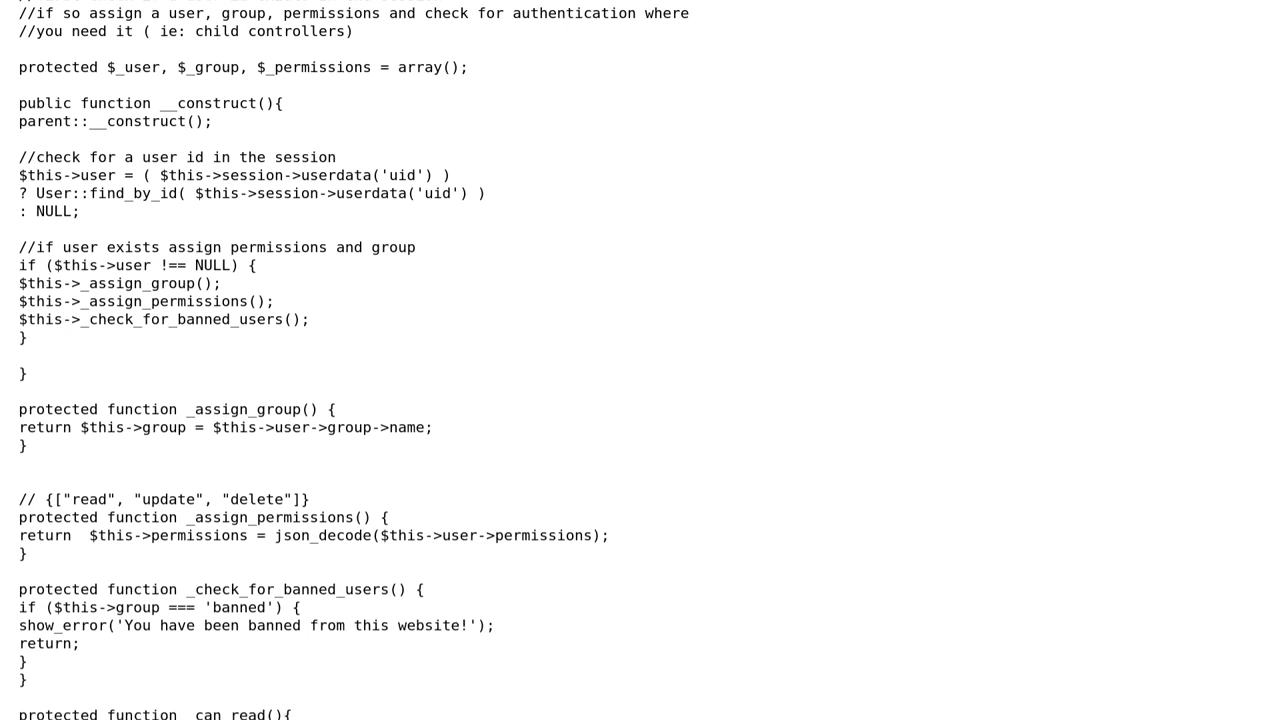 //if so assign a user, group, permissions and check for authentication where
//you need it ( ie: child controllers)
protected $_user, $_group, $_permissions = array();
public function __construct(){
parent::__construct();
//check for a user id in the session
$this->user = ( $this->session->userdata('uid') )
? User::find_by_id( $this->session->userdata('uid') )
: NULL;
//if user exists assign permissions and group
if ($this->user !== NULL) {
$this->_assign_group();
$this->_assign_permissions();
$this->_check_for_banned_users();
}
}
protected function _assign_group() {
return $this->group = $this->user->group->name;
}
// {["read", "update", "delete"]}
protected function _assign_permissions() {
return  $this->permissions = json_decode($this->user->permissions);
}
protected function _check_for_banned_users() {
if ($this->group === 'banned') {
show_error('You have been banned from this website!');
return;
}
}
protected function _can_read(){